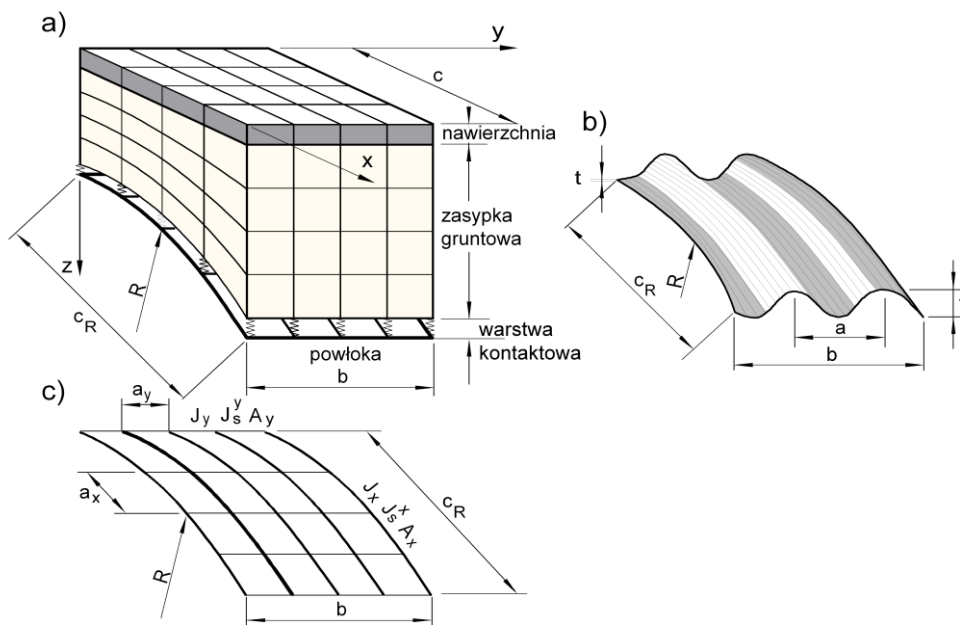 a)
y
c
nawierzchnia
x
b)
t
zasypka
gruntowa
z
R
c_R
R
c_R
a
b
warstwa
kontaktowa
powłoka
b
c)
a_y
J_y J_s^y A_y
a_x
J_x J_s^x A_x
c_R
R
b